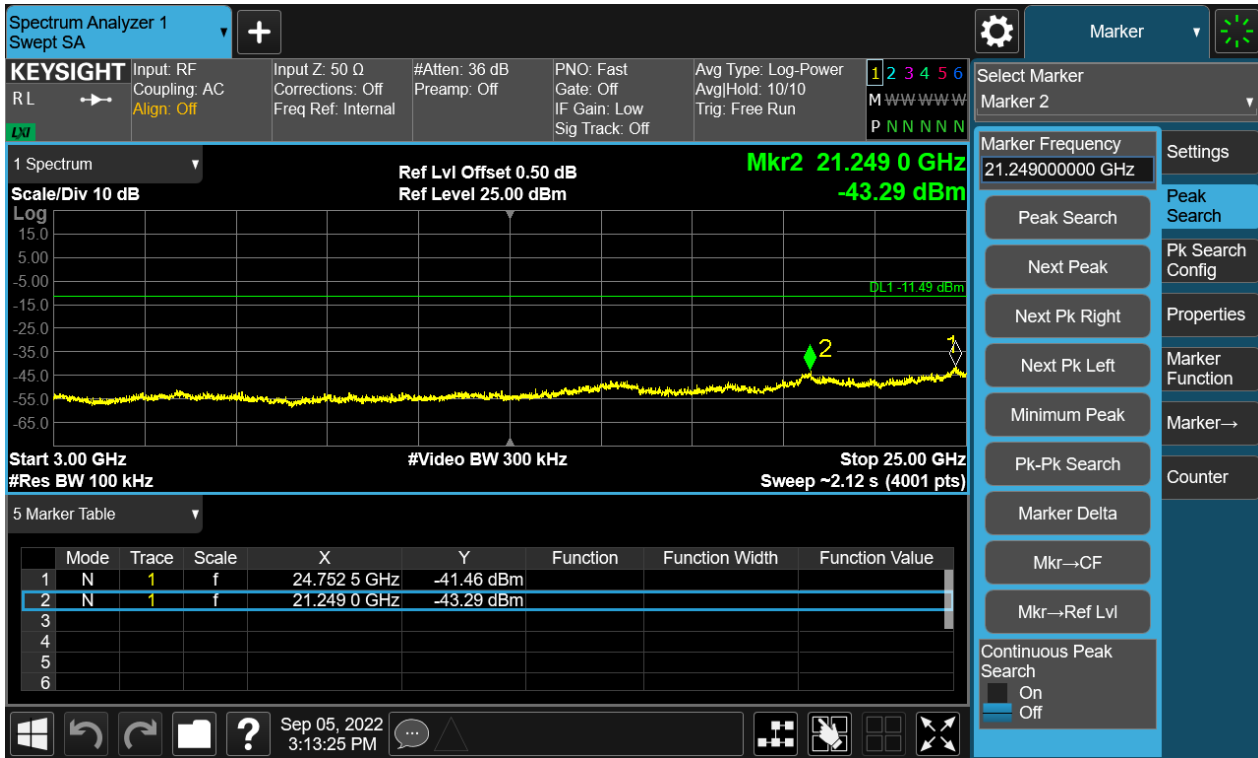 Spectrum Analyzer 1
Swept SA
Marker
KEYSIGHT
R L
LXI
Input: RF
Coupling: AC
Align: Off
Input Z: 50 Ω
Corrections: Off
Freq Ref: Internal
#Atten: 36 dB
Preamp: Off
PNO: Fast
Gate: Off
IF Gain: Low
Sig Track: Off
Avg Type: Log-Power
Avg|Hold: 10/10
Trig: Free Run
1 2 3 4 5 6
M W W W W W
P N N N N N
Select Marker
Marker 2
1 Spectrum
Scale/Div 10 dB
Ref Lvl Offset 0.50 dB
Ref Level 25.00 dBm
Mkr2 21.249 0 GHz
-43.29 dBm
Log
15.0
5.00
-5.00
-15.0
-25.0
-35.0
-45.0
-55.0
-65.0
DL1 -11.49 dBm
2
1
Start 3.00 GHz
#Res BW 100 kHz
#Video BW 300 kHz
Stop 25.00 GHz
Sweep ~2.12 s (4001 pts)
5 Marker Table
Mode Trace Scale X Y Function Function Width Function Value
1 N 1 f 24.752 5 GHz -41.46 dBm
2 N 1 f 21.249 0 GHz -43.29 dBm
3
4
5
6
Sep 05, 2022
3:13:25 PM
Marker Frequency
21.249000000 GHz
Peak Search
Next Peak
Next Pk Right
Next Pk Left
Minimum Peak
Pk-Pk Search
Marker Delta
Mkr→CF
Mkr→Ref Lvl
Continuous Peak
Search
On
Off
Settings
Peak
Search
Pk Search
Config
Properties
Marker
Function
Marker→
Counter